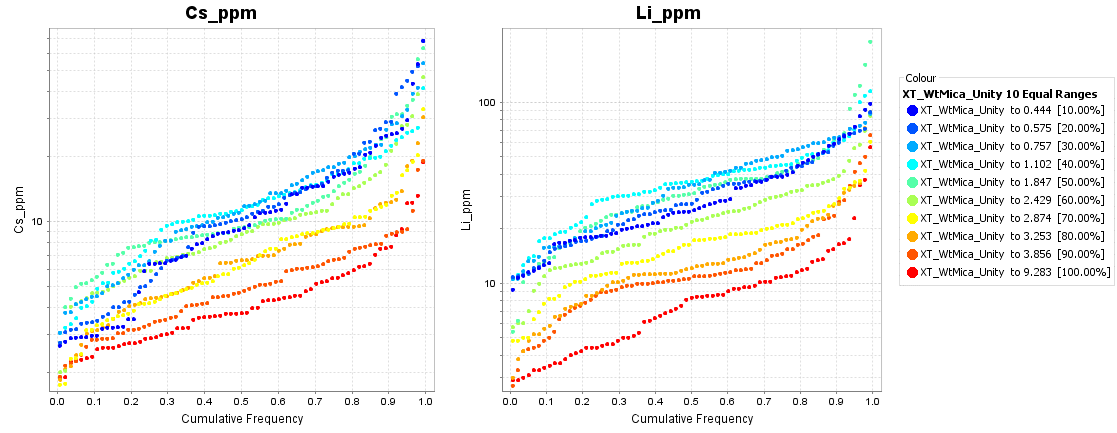 Cs_ppm
Cs_ppm
10
0.0 0.1 0.2 0.3 0.4 0.5 0.6 0.7 0.8 0.9 1.0
Cumulative Frequency
Li_ppm
Li_ppm
100
10
0.0 0.1 0.2 0.3 0.4 0.5 0.6 0.7 0.8 0.9 1.0
Cumulative Frequency
Colour
XT_WtMica_Unity 10 Equal Ranges
XT_WtMica_Unity to 0.444 [10.00%]
XT_WtMica_Unity to 0.575 [20.00%]
XT_WtMica_Unity to 0.757 [30.00%]
XT_WtMica_Unity to 1.102 [40.00%]
XT_WtMica_Unity to 1.847 [50.00%]
XT_WtMica_Unity to 2.429 [60.00%]
XT_WtMica_Unity to 2.874 [70.00%]
XT_WtMica_Unity to 3.253 [80.00%]
XT_WtMica_Unity to 3.856 [90.00%]
XT_WtMica_Unity to 9.283 [100.00%]